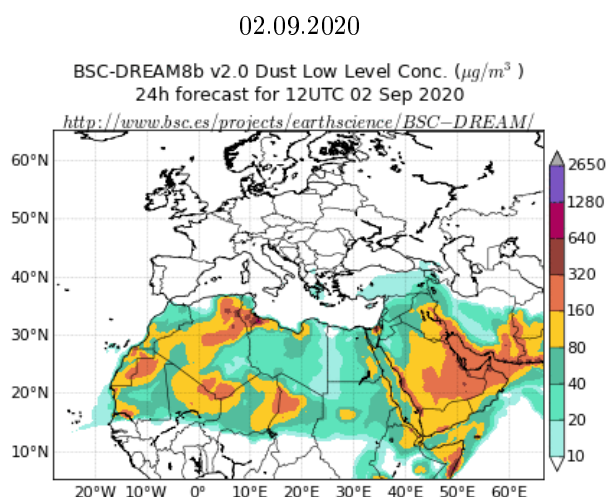 02.09.2020
BSC-DREAM8b v2.0 Dust Low Level Conc. (μg/m³ )
24h forecast for 12UTC 02 Sep 2020
http://www.bsc.es/projects/earthscience/BSC−DREAM/
60°N
50°N
40°N
30°N
20°N
10°N
20°W 10°W 0° 10°E 20°E 30°E 40°E 50°E 60°E
2650
1280
640
320
160
80
40
20
10